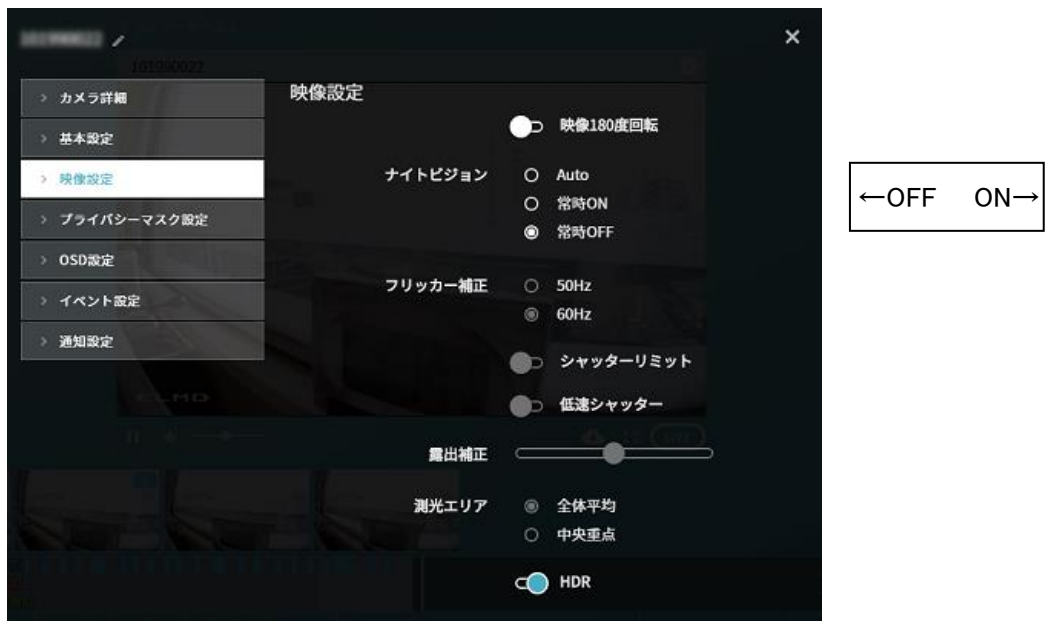 101990022
映像設定
カメラ詳細
基本設定
映像設定
プライバシーマスク設定
OSD設定
イベント設定
通知設定
映像180度回転
ナイトビジョン
Auto
常時ON
常時OFF
フリッカー補正
50Hz
60Hz
シャッターリミット
低速シャッター
露出補正
測光エリア
全体平均
中央重点
HDR
ELMO
←OFF ON→